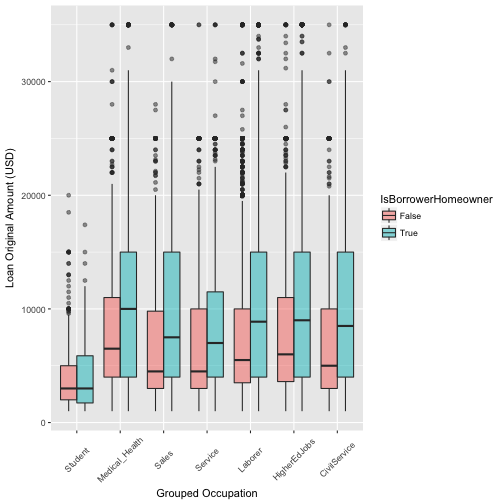 Loan Original Amount (USD)
30000
20000
10000
0
Student
Medical_Health
Sales
Service
Laborer
HigherEdJobs
CivilService
Grouped Occupation
IsBorrowerHomeowner
False
True